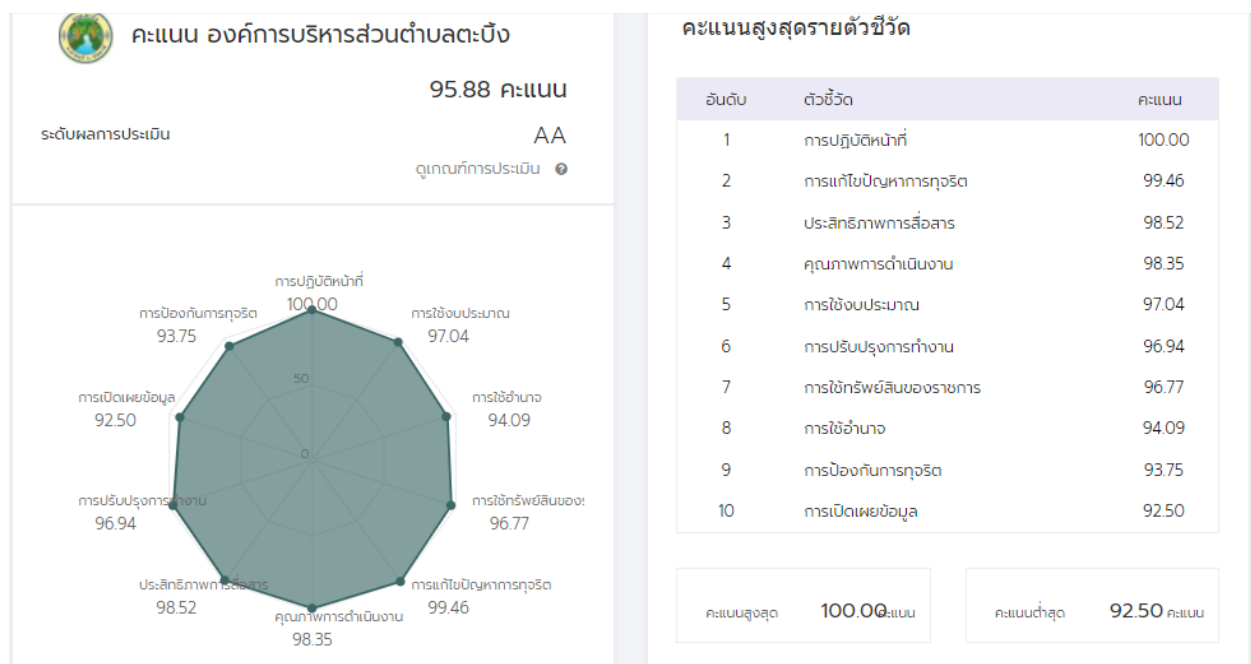 คะแนน องค์การบริหารส่วนตำบลตะบิ้ง
95.88 คะแนน
ระดับผลการประเมิน AA
ดูเกณฑ์การประเมิน
การปฏิบัติหน้าที่
100.00
การป้องกันการทุจริต
93.75
การใช้งบประมาณ
97.04
50
การเปิดเผยข้อมูล
92.50
การใช้อำนาจ
94.09
0
การปรับปรุงการทำงาน
96.94
การใช้ทรัพย์สินของร
96.77
ประสิทธิภาพการสื่อสาร
98.52
การแก้ไขปัญหาการทุจริต
99.46
คุณภาพการดำเนินงาน
98.35
คะแนนสูงสุดรายตัวชี้วัด
อันดับ ตัวชี้วัด คะแนน
1 การปฏิบัติหน้าที่ 100.00
2 การแก้ไขปัญหาการทุจริต 99.46
3 ประสิทธิภาพการสื่อสาร 98.52
4 คุณภาพการดำเนินงาน 98.35
5 การใช้งบประมาณ 97.04
6 การปรับปรุงการทำงาน 96.94
7 การใช้ทรัพย์สินของราชการ 96.77
8 การใช้อำนาจ 94.09
9 การป้องกันการทุจริต 93.75
10 การเปิดเผยข้อมูล 92.50
คะแนนสูงสุด 100.00 คะแนน
คะแนนต่ำสุด 92.50 คะแนน